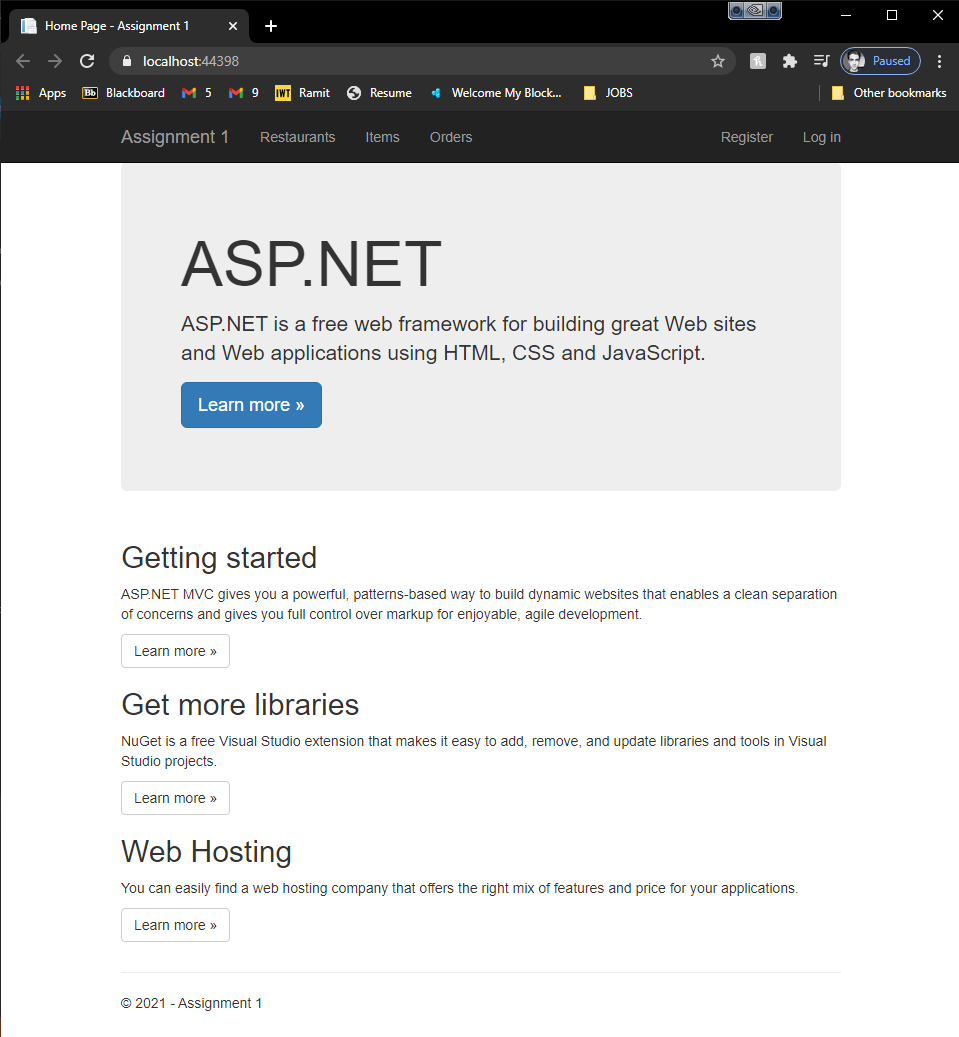 Home Page - Assignment 1
localhost:44398
Paused
Apps
Bb Blackboard
5
9
IWT Ramit
Resume
Welcome My Block...
JOBS
Other bookmarks
Assignment 1 Restaurants Items Orders Register Log in
ASP.NET
ASP.NET is a free web framework for building great Web sites
and Web applications using HTML, CSS and JavaScript.
Learn more »
Getting started
ASP.NET MVC gives you a powerful, patterns-based way to build dynamic websites that enables a clean separation
of concerns and gives you full control over markup for enjoyable, agile development.
Learn more »
Get more libraries
NuGet is a free Visual Studio extension that makes it easy to add, remove, and update libraries and tools in Visual
Studio projects.
Learn more »
Web Hosting
You can easily find a web hosting company that offers the right mix of features and price for your applications.
Learn more »
© 2021 - Assignment 1